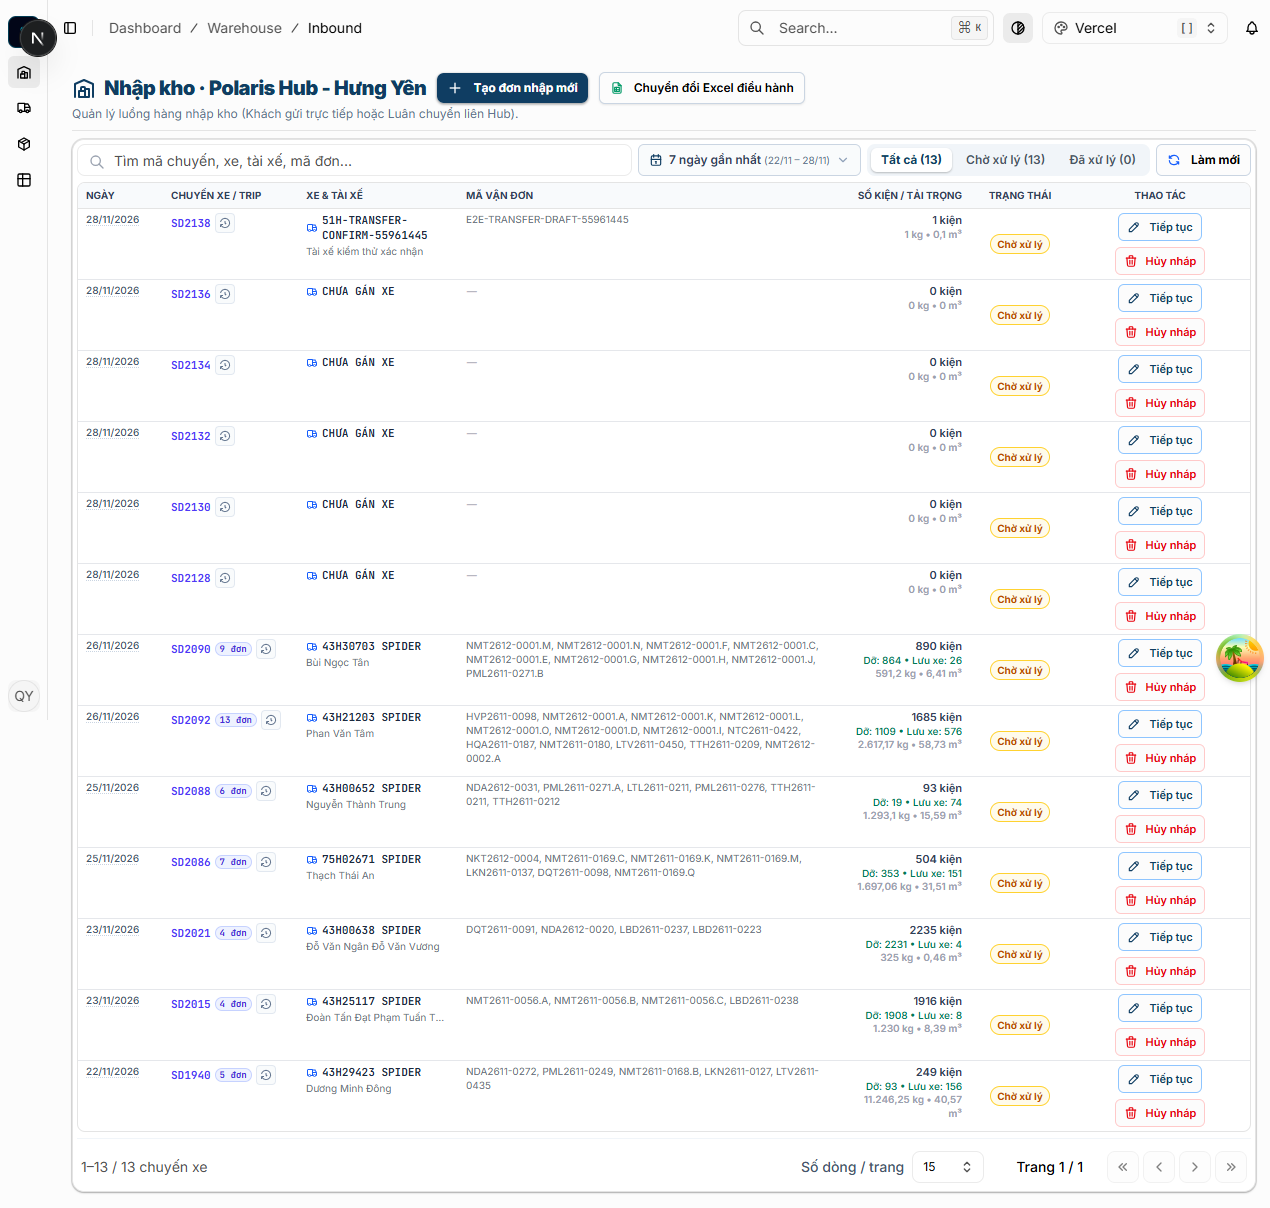 N
Dashboard / Warehouse / Inbound
Search...
⌘ K
Vercel
[ ]
Nhập kho · Polaris Hub - Hưng Yên
Tạo đơn nhập mới
Chuyển đổi Excel điều hành
Quản lý luồng hàng nhập kho (Khách gửi trực tiếp hoặc Luân chuyển liên Hub).
Tìm mã chuyến, xe, tài xế, mã đơn...
7 ngày gần nhất (22/11 – 28/11)
Tất cả (13)
Chờ xử lý (13)
Đã xử lý (0)
Làm mới
NGÀY
CHUYẾN XE / TRIP
XE & TÀI XẾ
MÃ VẬN ĐƠN
SỐ KIỆN / TẢI TRỌNG
TRẠNG THÁI
THAO TÁC
28/11/2026
SD2138
51H-TRANSFER-
CONFIRM-55961445
Tài xế kiểm thử xác nhận
E2E-TRANSFER-DRAFT-55961445
1 kiện
1 kg • 0,1 m³
Chờ xử lý
Tiếp tục
Hủy nháp
28/11/2026
SD2136
CHƯA GÁN XE
—
0 kiện
0 kg • 0 m³
Chờ xử lý
Tiếp tục
Hủy nháp
28/11/2026
SD2134
CHƯA GÁN XE
—
0 kiện
0 kg • 0 m³
Chờ xử lý
Tiếp tục
Hủy nháp
28/11/2026
SD2132
CHƯA GÁN XE
—
0 kiện
0 kg • 0 m³
Chờ xử lý
Tiếp tục
Hủy nháp
28/11/2026
SD2130
CHƯA GÁN XE
—
0 kiện
0 kg • 0 m³
Chờ xử lý
Tiếp tục
Hủy nháp
28/11/2026
SD2128
CHƯA GÁN XE
—
0 kiện
0 kg • 0 m³
Chờ xử lý
Tiếp tục
Hủy nháp
26/11/2026
SD2090 9 đơn
43H30703 SPIDER
Bùi Ngọc Tân
NMT2612-0001.M, NMT2612-0001.N, NMT2612-0001.F, NMT2612-0001.C,
NMT2612-0001.E, NMT2612-0001.G, NMT2612-0001.H, NMT2612-0001.J,
PML2611-0271.B
890 kiện
Dỡ: 864 • Lưu xe: 26
591,2 kg • 6,41 m³
Chờ xử lý
Tiếp tục
Hủy nháp
26/11/2026
SD2092 13 đơn
43H21203 SPIDER
Phan Văn Tâm
HVP2611-0098, NMT2612-0001.A, NMT2612-0001.K, NMT2612-0001.L,
NMT2612-0001.O, NMT2612-0001.D, NMT2612-0001.I, NTC2611-0422,
HQA2611-0187, NMT2611-0180, LTV2611-0450, TTH2611-0209, NMT2612-
0002.A
1685 kiện
Dỡ: 1109 • Lưu xe: 576
2.617,17 kg • 58,73 m³
Chờ xử lý
Tiếp tục
Hủy nháp
25/11/2026
SD2088 6 đơn
43H00652 SPIDER
Nguyễn Thành Trung
NDA2612-0031, PML2611-0271.A, LTL2611-0211, PML2611-0276, TTH2611-
0211, TTH2611-0212
93 kiện
Dỡ: 19 • Lưu xe: 74
1.293,1 kg • 15,59 m³
Chờ xử lý
Tiếp tục
Hủy nháp
25/11/2026
SD2086 7 đơn
75H02671 SPIDER
Thạch Thái An
NKT2612-0004, NMT2611-0169.C, NMT2611-0169.K, NMT2611-0169.M,
LKN2611-0137, DQT2611-0098, NMT2611-0169.Q
504 kiện
Dỡ: 353 • Lưu xe: 151
1.697,06 kg • 31,51 m³
Chờ xử lý
Tiếp tục
Hủy nháp
23/11/2026
SD2021 4 đơn
43H00638 SPIDER
Đỗ Văn Ngân Đỗ Văn Vương
DQT2611-0091, NDA2612-0020, LBD2611-0237, LBD2611-0223
2235 kiện
Dỡ: 2231 • Lưu xe: 4
325 kg • 0,46 m³
Chờ xử lý
Tiếp tục
Hủy nháp
23/11/2026
SD2015 4 đơn
43H25117 SPIDER
Đoàn Tấn Đạt Phạm Tuấn T...
NMT2611-0056.A, NMT2611-0056.B, NMT2611-0056.C, LBD2611-0238
1916 kiện
Dỡ: 1908 • Lưu xe: 8
1.230 kg • 8,39 m³
Chờ xử lý
Tiếp tục
Hủy nháp
22/11/2026
SD1940 5 đơn
43H29423 SPIDER
Dương Minh Đông
NDA2611-0272, PML2611-0249, NMT2611-0168.B, LKN2611-0127, LTV2611-
0435
249 kiện
Dỡ: 93 • Lưu xe: 156
11.246,25 kg • 40,57
m³
Chờ xử lý
Tiếp tục
Hủy nháp
QY
1–13 / 13 chuyến xe
Số dòng / trang
15
Trang 1 / 1